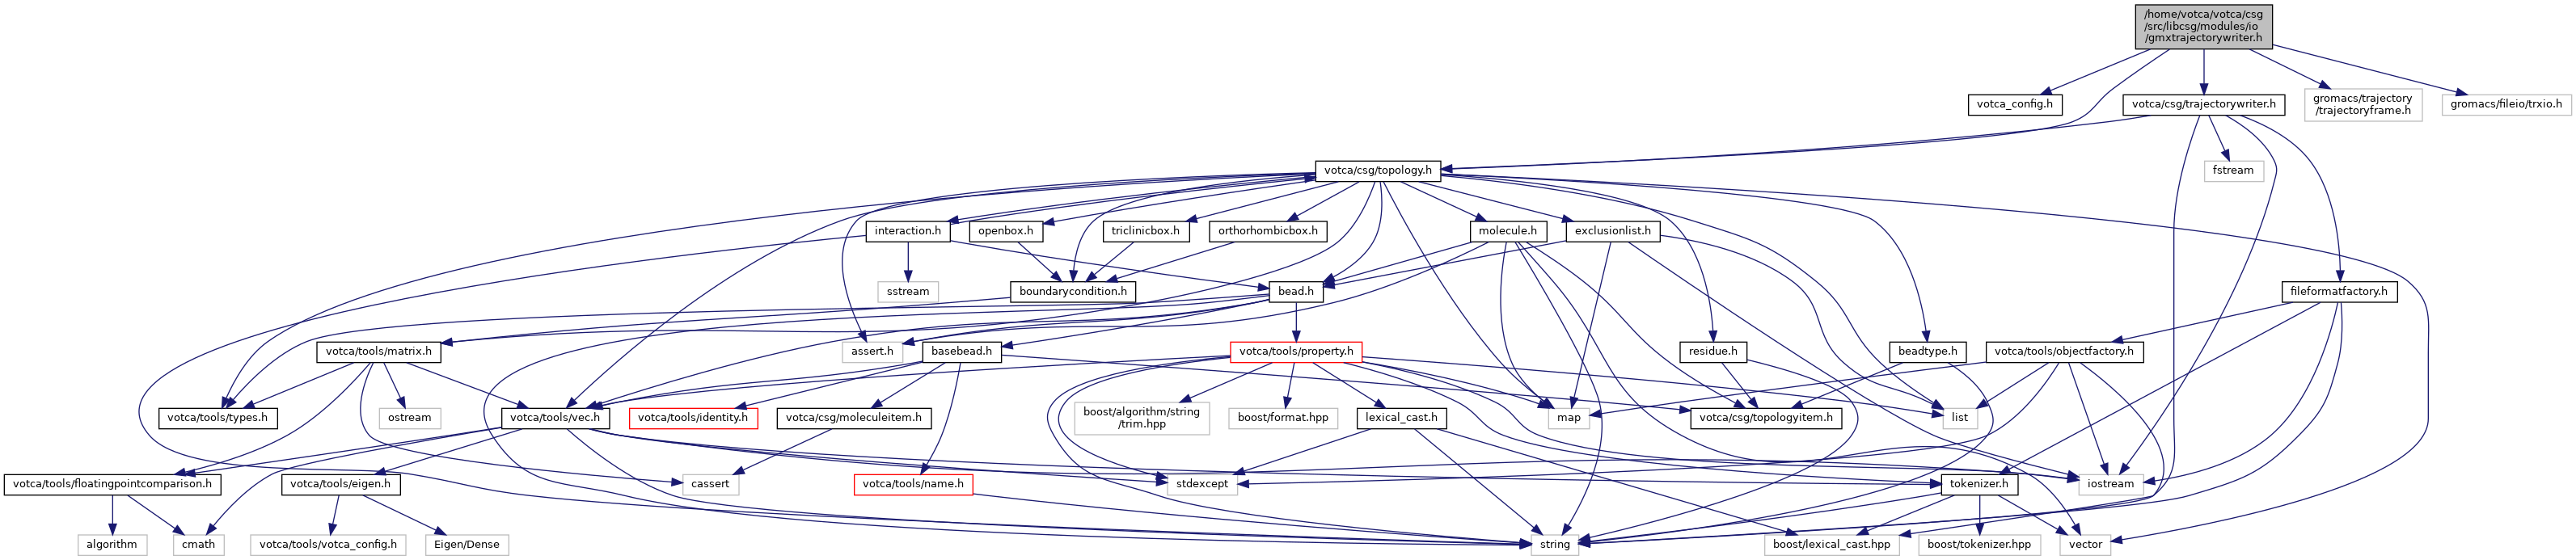 /home/votca/votca/csg
/src/libcsg/modules/io
/gmxtrajectorywriter.h
votca_config.h
votca/csg/trajectorywriter.h
gromacs/trajectory
/trajectoryframe.h
gromacs/fileio/trxio.h
votca/csg/topology.h
fstream
interaction.h
openbox.h
triclinicbox.h
orthorhombicbox.h
molecule.h
exclusionlist.h
sstream
boundarycondition.h
bead.h
fileformatfactory.h
votca/tools/matrix.h
assert.h
basebead.h
votca/tools/property.h
residue.h
beadtype.h
votca/tools/objectfactory.h
votca/tools/types.h
ostream
votca/tools/vec.h
votca/tools/identity.h
votca/csg/moleculeitem.h
boost/algorithm/string
/trim.hpp
boost/format.hpp
lexical_cast.h
map
votca/csg/topologyitem.h
list
votca/tools/floatingpointcomparison.h
votca/tools/eigen.h
cassert
votca/tools/name.h
stdexcept
tokenizer.h
iostream
algorithm
cmath
votca/tools/votca_config.h
Eigen/Dense
string
boost/lexical_cast.hpp
boost/tokenizer.hpp
vector